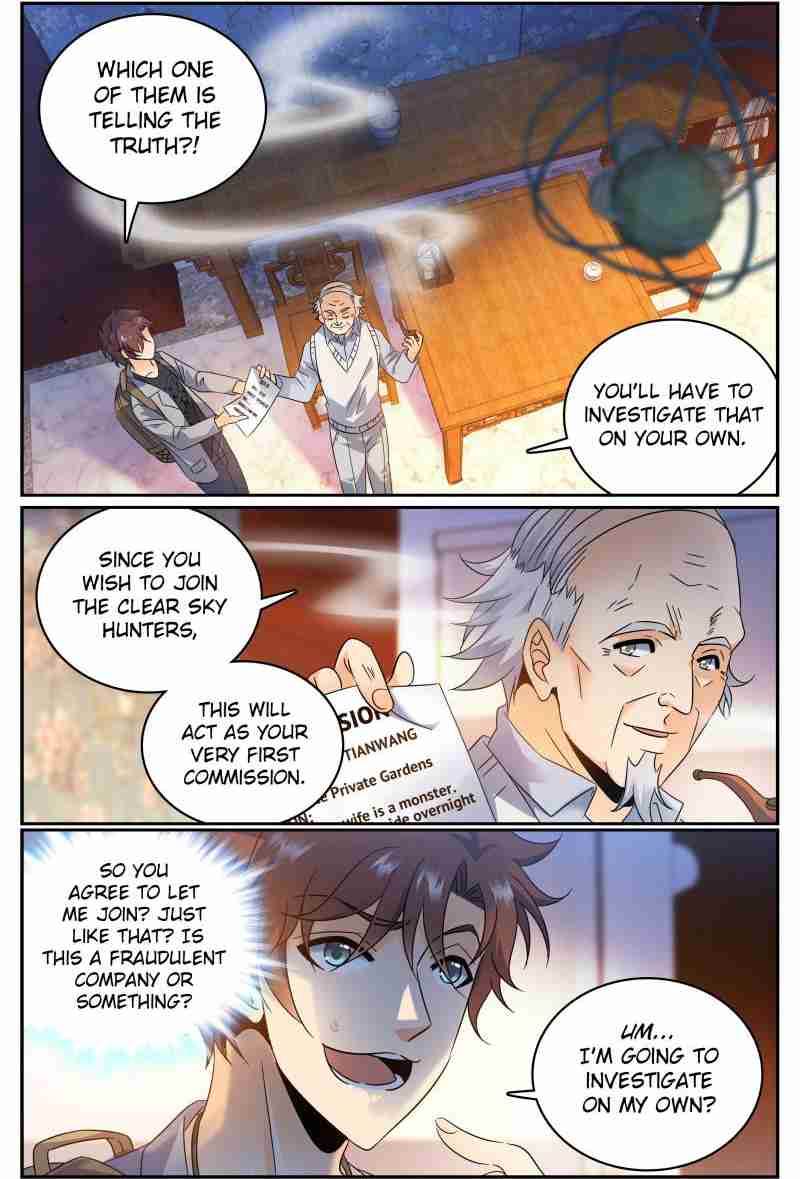 WHICH ONE
OF THEM IS
TELLING THE
TRUTH?!
YOU'LL HAVE TO
INVESTIGATE THAT
ON YOUR OWN.
SINCE YOU
WISH TO JOIN
THE CLEAR SKY
HUNTERS,
THIS WILL
ACT AS YOUR
VERY FIRST
COMMISSION.
SION
TIANWANG
Private Gardens
wife is a monster.
overnight
SO YOU
AGREE TO LET
ME JOIN? JUST
LIKE THAT? IS
THIS A FRAUDULENT
COMPANY OR
SOMETHING?
UM...
I'M GOING TO
INVESTIGATE
ON MY OWN?